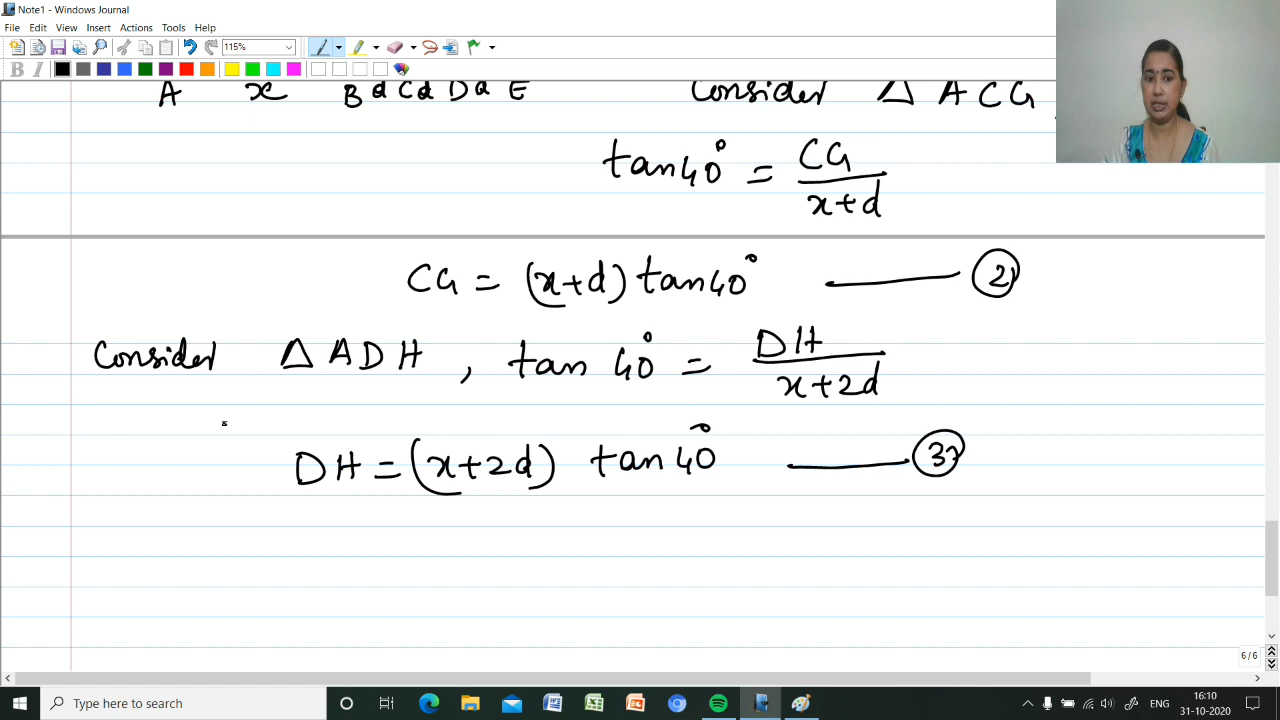 Note1 - Windows Journal
File Edit View Insert Actions Tools Help
115%
B I
A x B d C d D d E
Consider △ A C G ,
tan 40° = CG / x+d
CG = (x+d) tan 40° ——— 2
Consider △ A D H , tan 40° = DH / x+2d
DH = (x+2d) tan 40° ——— 3
6 / 6
Type here to search
ENG
16:10
31-10-2020